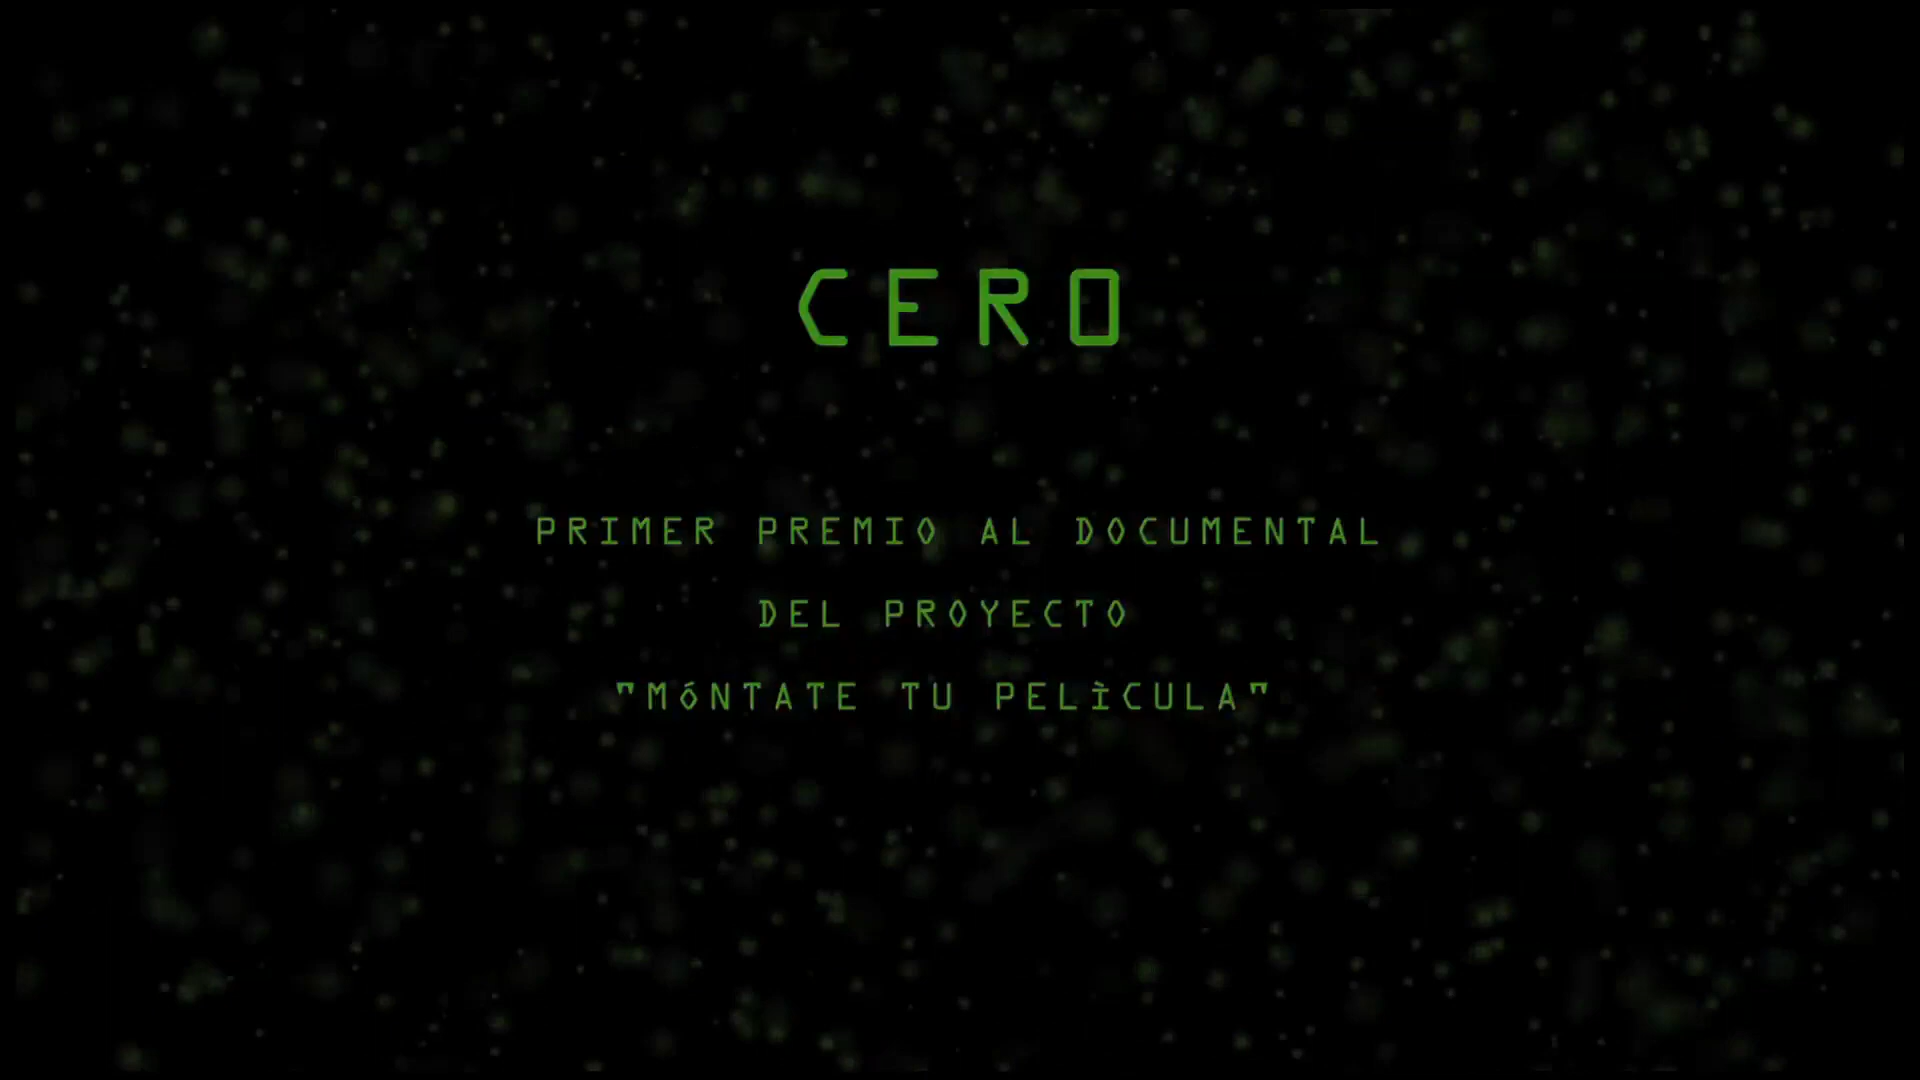 CERO
PRIMER PREMIO AL DOCUMENTAL
DEL PROYECTO
"MóNTATE TU PELÌCULA"